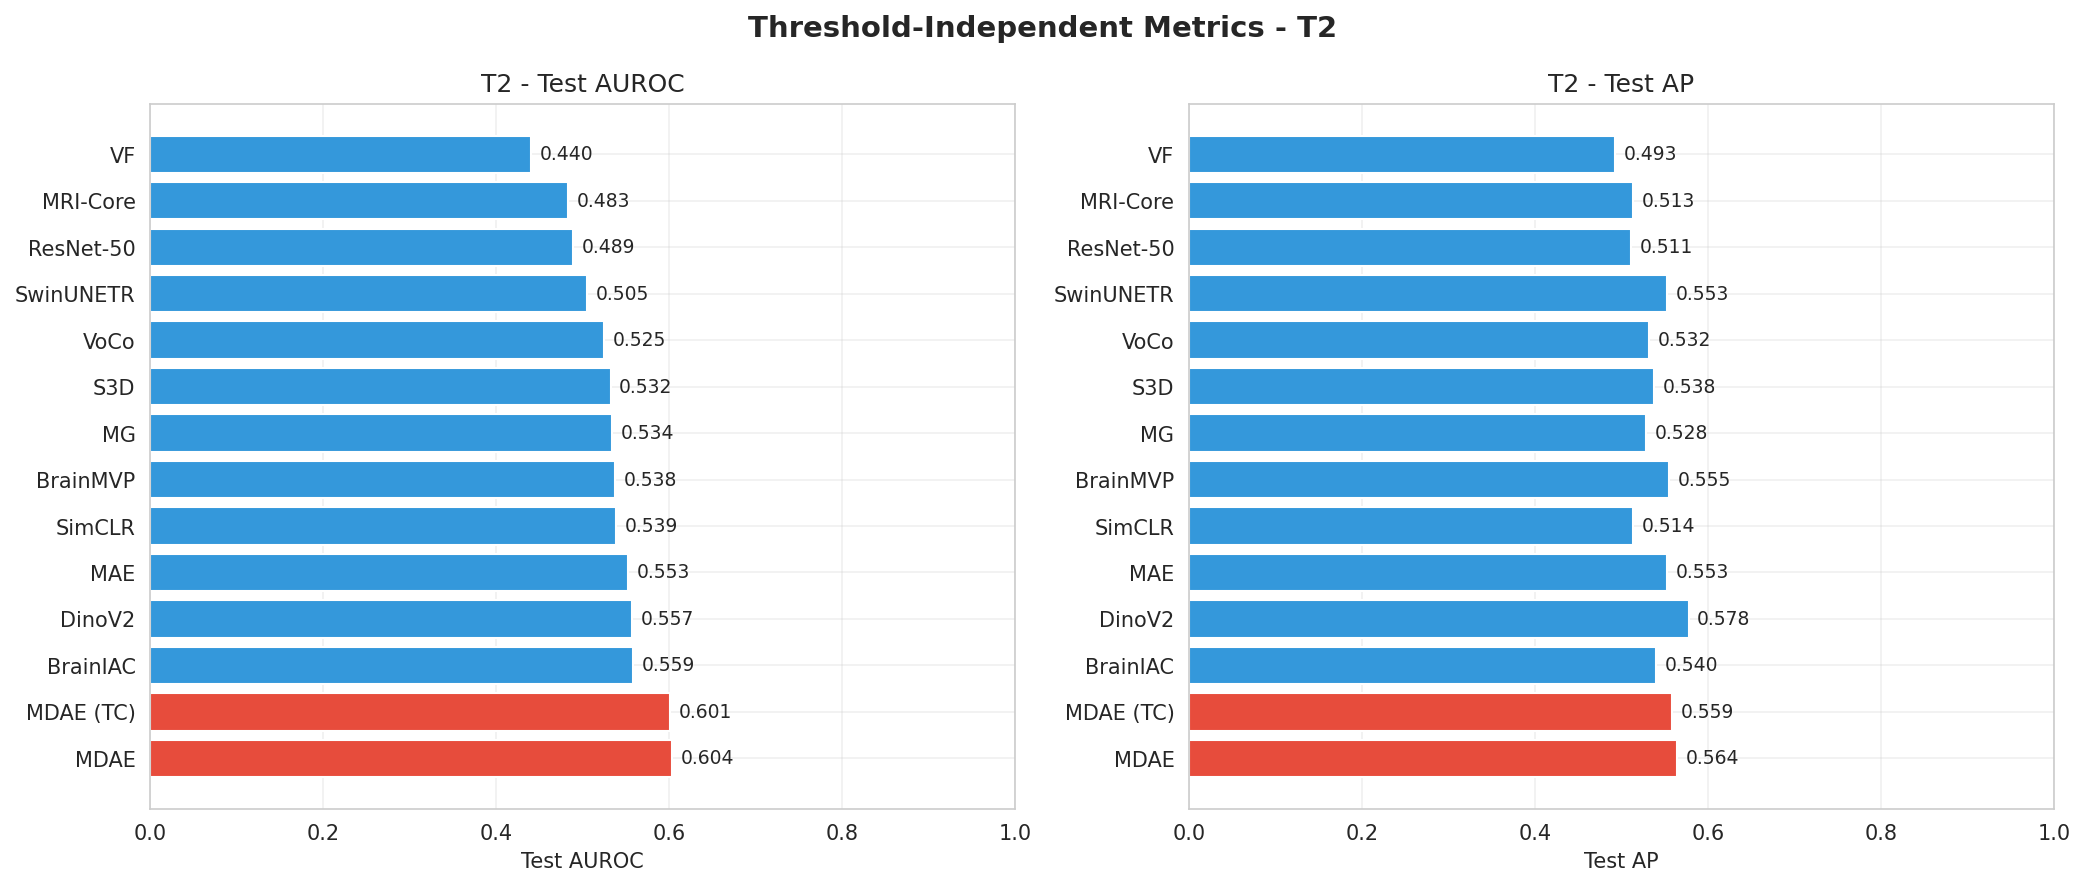 Threshold-Independent Metrics - T2
T2 - Test AUROC
VF 0.440
MRI-Core 0.483
ResNet-50 0.489
SwinUNETR 0.505
VoCo 0.525
S3D 0.532
MG 0.534
BrainMVP 0.538
SimCLR 0.539
MAE 0.553
DinoV2 0.557
BrainIAC 0.559
MDAE (TC) 0.601
MDAE 0.604
0.0 0.2 0.4 0.6 0.8 1.0
Test AUROC
T2 - Test AP
VF 0.493
MRI-Core 0.513
ResNet-50 0.511
SwinUNETR 0.553
VoCo 0.532
S3D 0.538
MG 0.528
BrainMVP 0.555
SimCLR 0.514
MAE 0.553
DinoV2 0.578
BrainIAC 0.540
MDAE (TC) 0.559
MDAE 0.564
0.0 0.2 0.4 0.6 0.8 1.0
Test AP